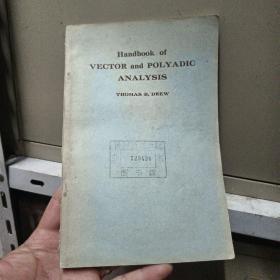 Handbook of
VECTOR and POLYADIC
ANALYSIS
THOMAS B. DREW